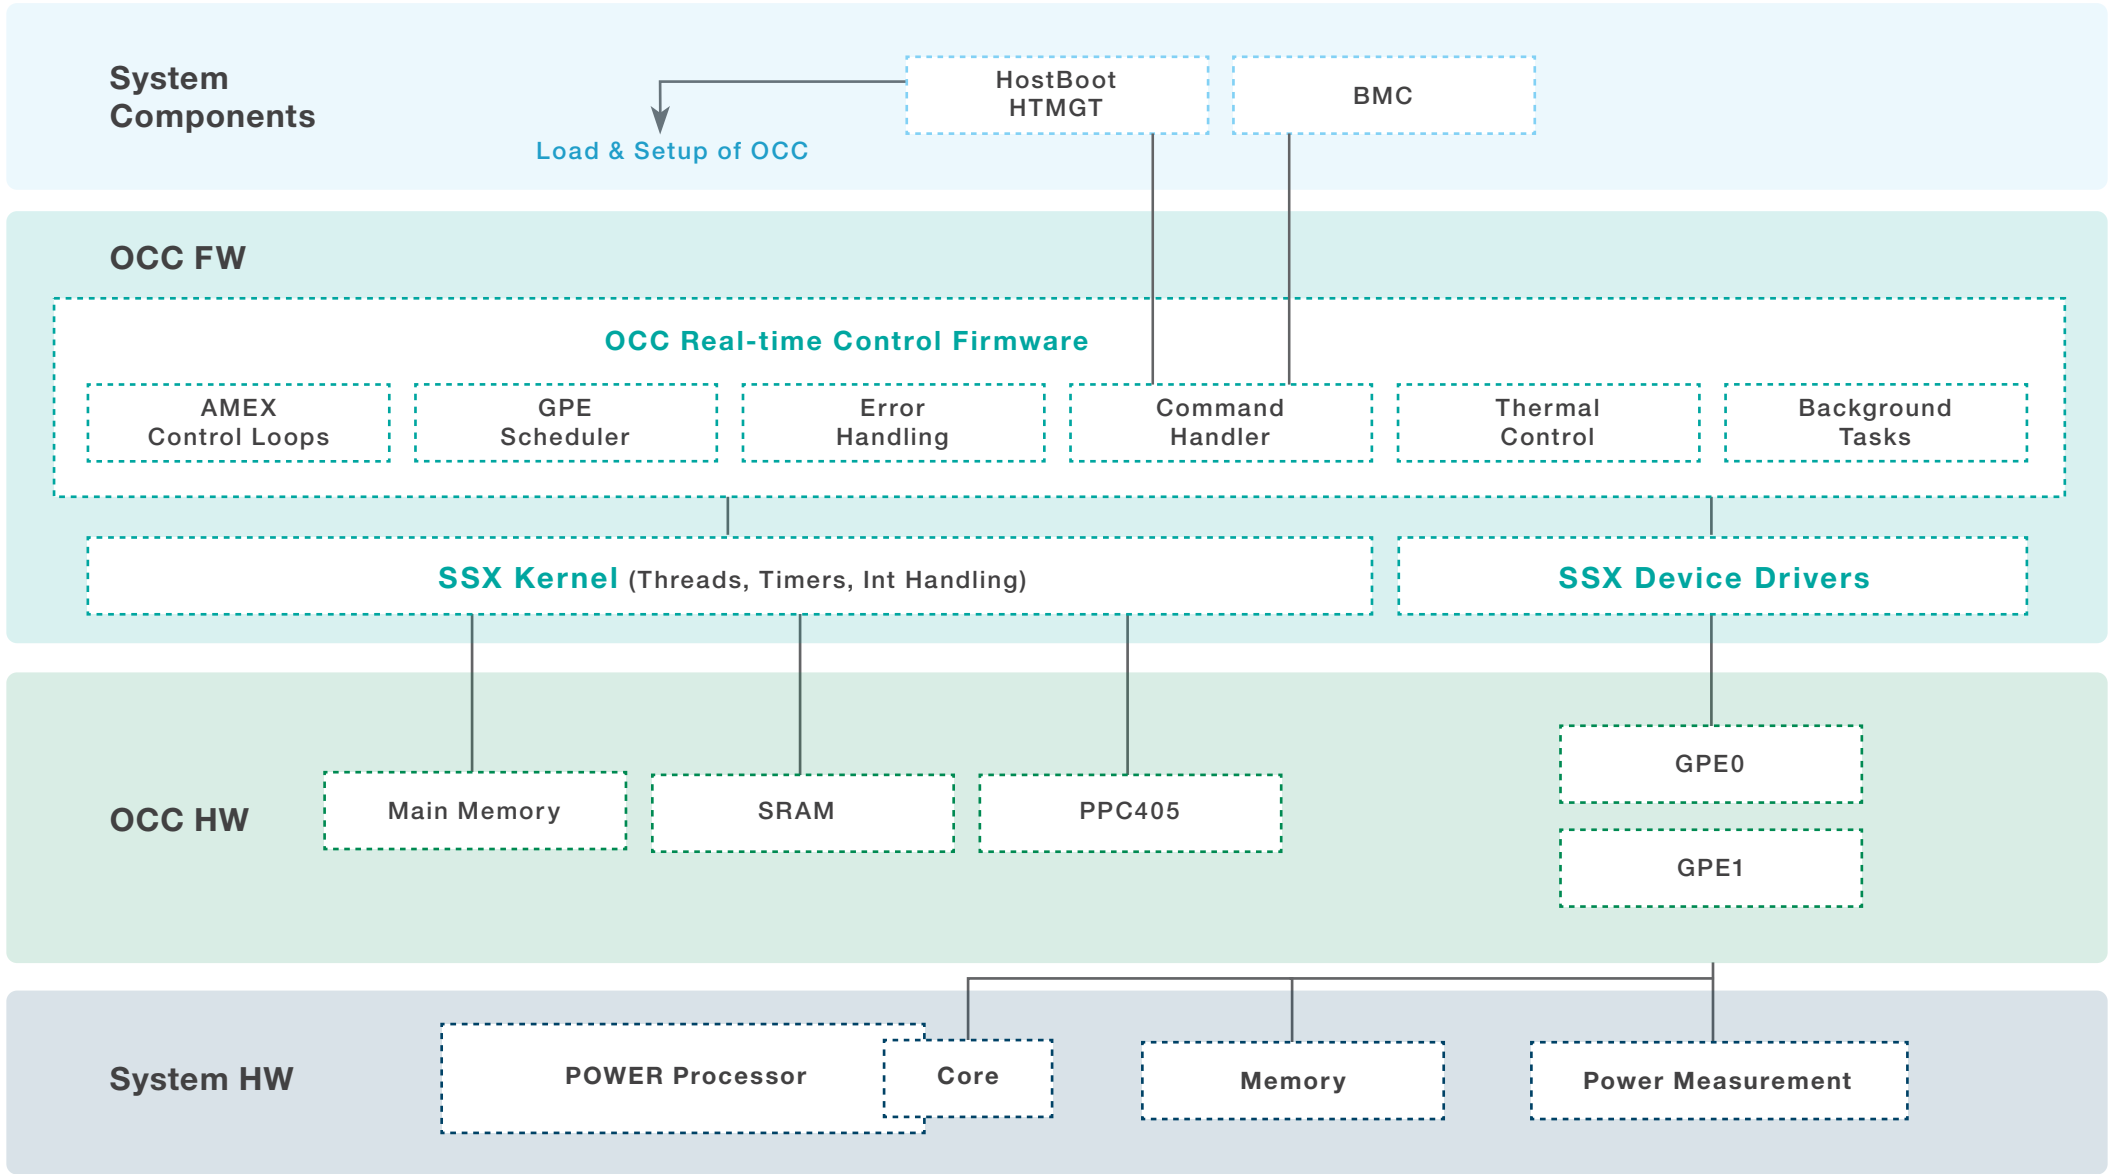 System
Components
HostBoot
HTMGT
BMC
Load & Setup of OCC
OCC FW
OCC Real-time Control Firmware
AMEX
Control Loops
GPE
Scheduler
Error
Handling
Command
Handler
Thermal
Control
Background
Tasks
SSX Kernel (Threads, Timers, Int Handling)
SSX Device Drivers
OCC HW
Main Memory
SRAM
PPC405
GPE0
GPE1
System HW
POWER Processor
Core
Memory
Power Measurement